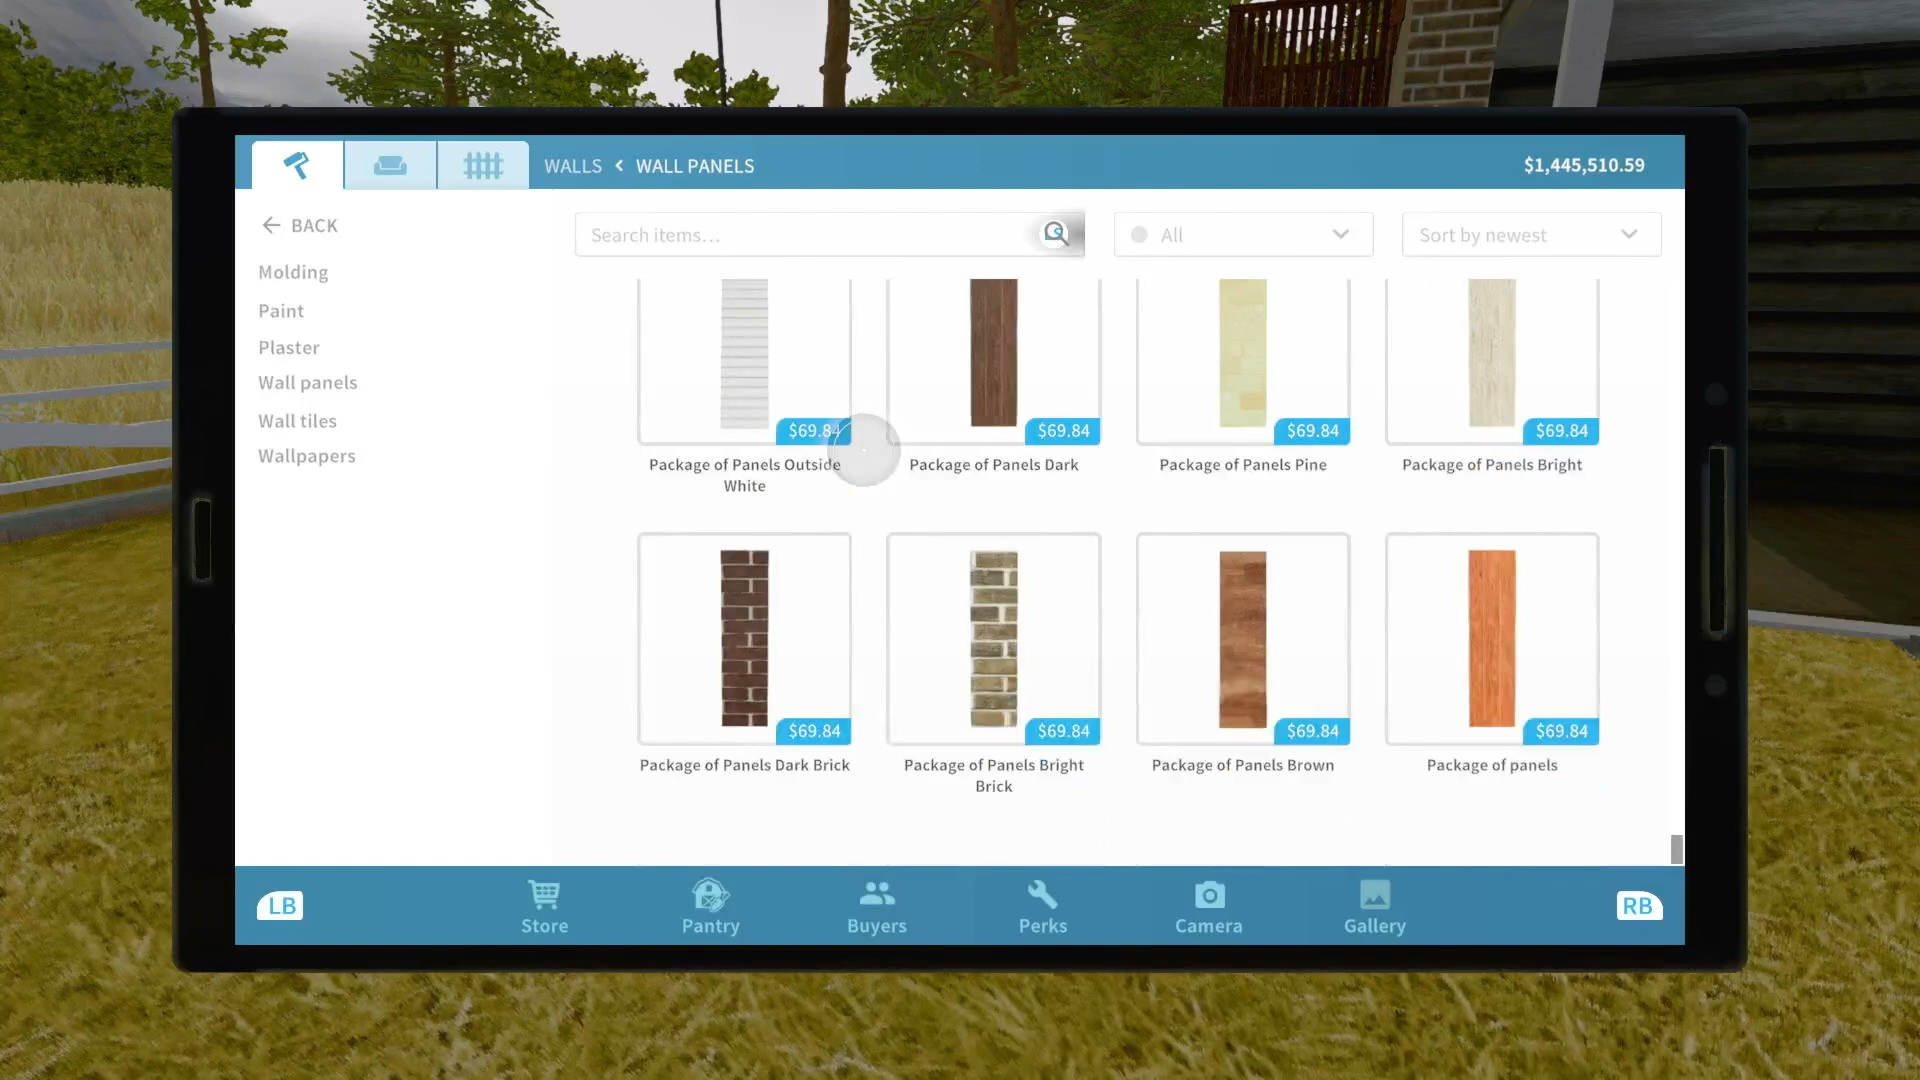 WALLS < WALL PANELS
$1,445,510.59
BACK
Molding
Paint
Plaster
Wall panels
Wall tiles
Wallpapers
Search items...
LS
All
Sort by newest
$69.84
$69.84
$69.84
$69.84
Package of Panels Outside
White
Package of Panels Dark
Package of Panels Pine
Package of Panels Bright
$69.84
$69.84
$69.84
$69.84
Package of Panels Dark Brick
Package of Panels Bright
Brick
Package of Panels Brown
Package of panels
LB
Store
Pantry
Buyers
Perks
Camera
Gallery
RB